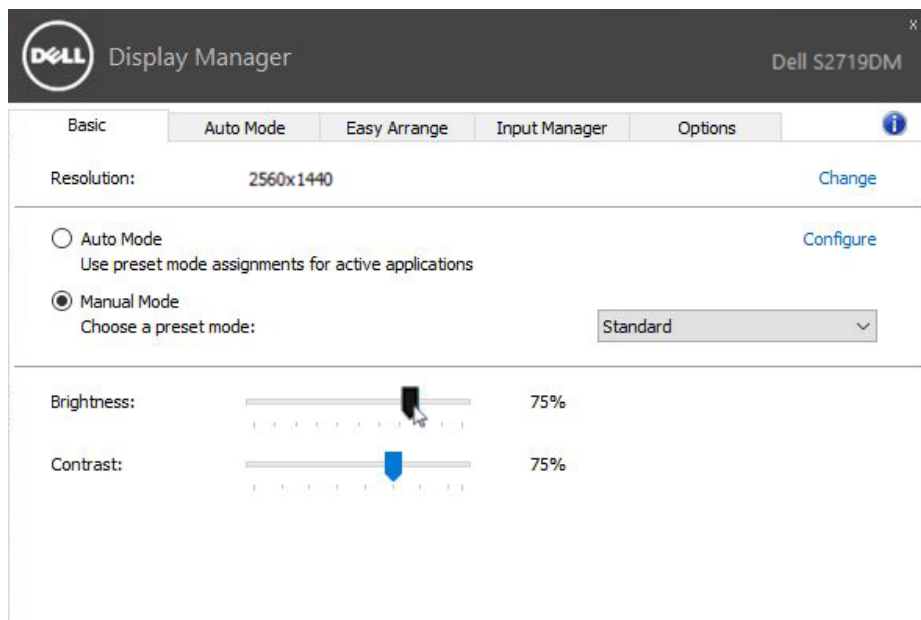 x
DELL Display Manager Dell S2719DM
Basic Auto Mode Easy Arrange Input Manager Options i
Resolution: 2560x1440 Change
Auto Mode Configure
Use preset mode assignments for active applications
Manual Mode
Choose a preset mode: Standard
Brightness: 75%
Contrast: 75%